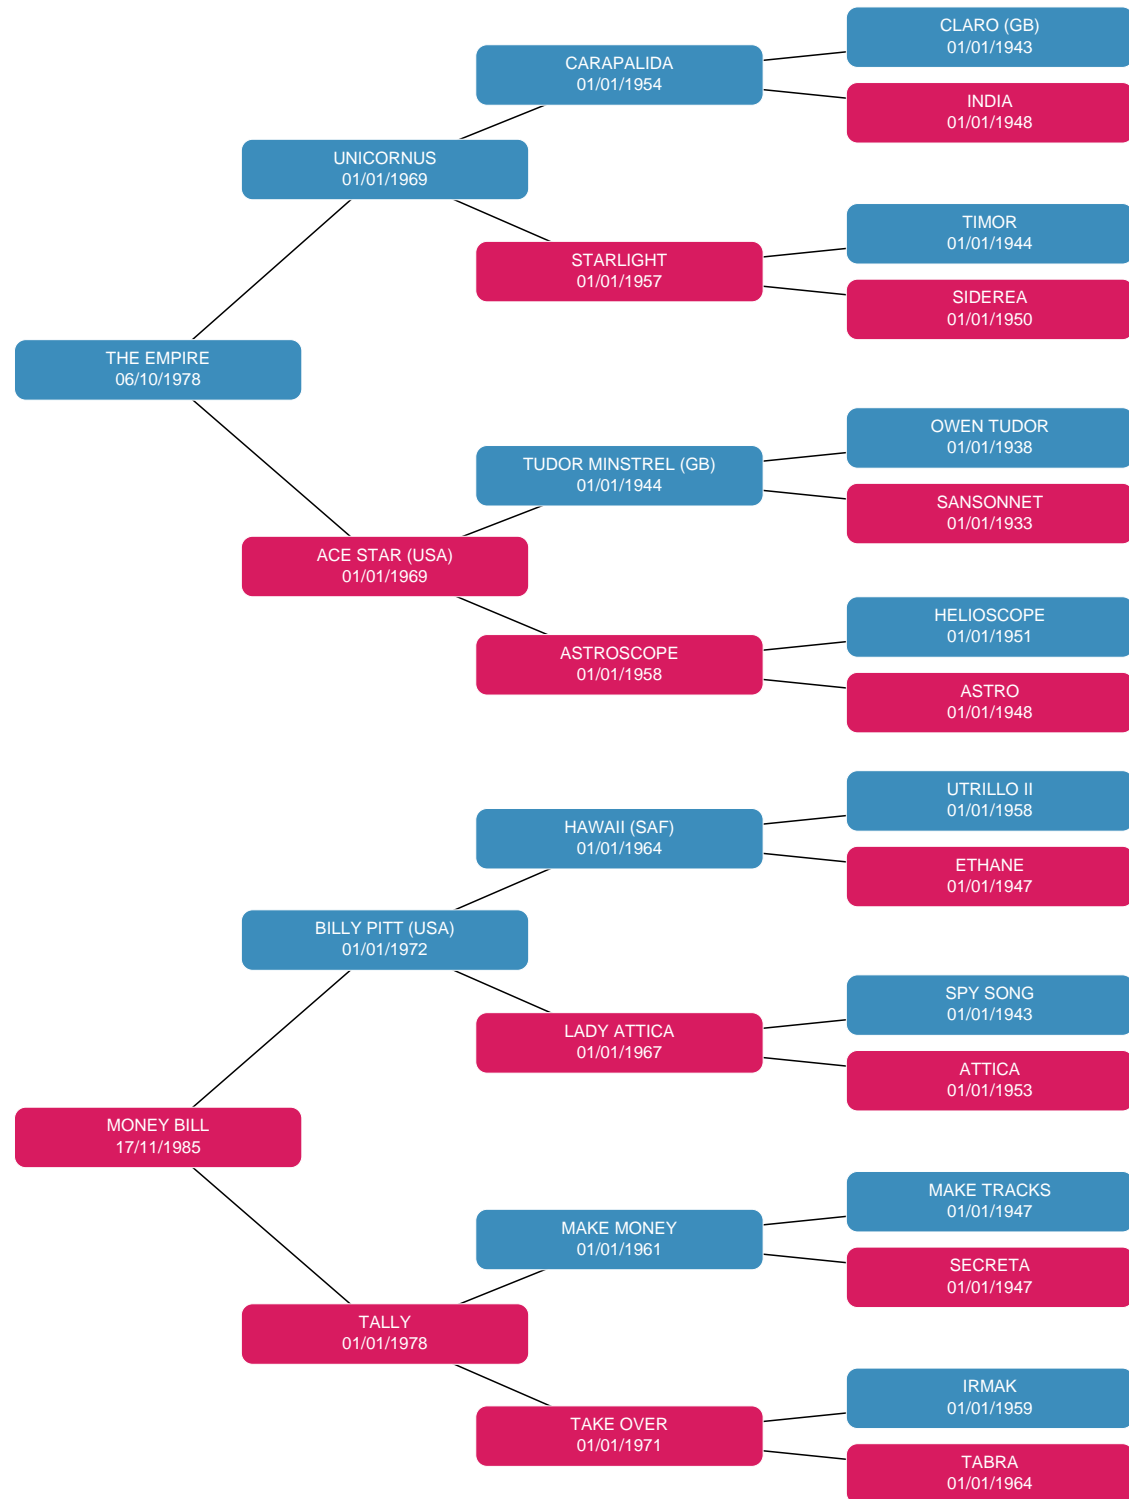 CLARO (GB)
01/01/1943
CARAPALIDA
01/01/1954
INDIA
01/01/1948
UNICORNUS
01/01/1969
TIMOR
01/01/1944
STARLIGHT
01/01/1957
SIDEREA
01/01/1950
THE EMPIRE
06/10/1978
OWEN TUDOR
01/01/1938
TUDOR MINSTREL (GB)
01/01/1944
SANSONNET
01/01/1933
ACE STAR (USA)
01/01/1969
HELIOSCOPE
01/01/1951
ASTROSCOPE
01/01/1958
ASTRO
01/01/1948
UTRILLO II
01/01/1958
HAWAII (SAF)
01/01/1964
ETHANE
01/01/1947
BILLY PITT (USA)
01/01/1972
SPY SONG
01/01/1943
LADY ATTICA
01/01/1967
ATTICA
01/01/1953
MONEY BILL
17/11/1985
MAKE TRACKS
01/01/1947
MAKE MONEY
01/01/1961
SECRETA
01/01/1947
TALLY
01/01/1978
IRMAK
01/01/1959
TAKE OVER
01/01/1971
TABRA
01/01/1964